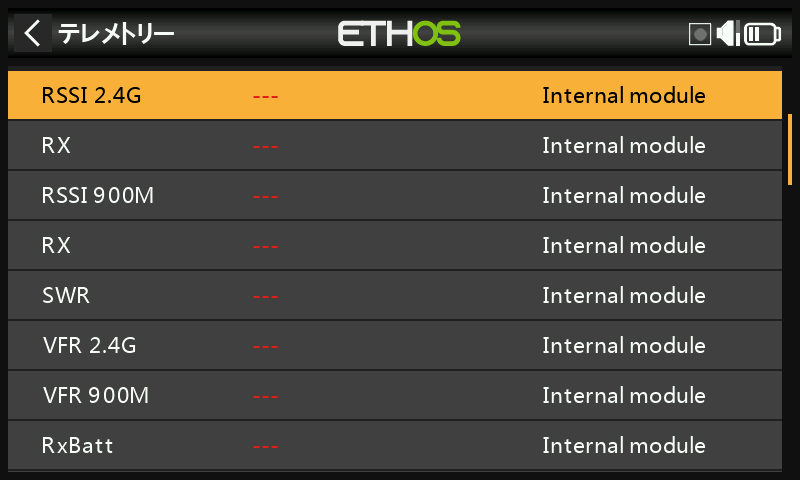 テレメトリー ETHOS
RSSI 2.4G --- Internal module
RX --- Internal module
RSSI 900M --- Internal module
RX --- Internal module
SWR --- Internal module
VFR 2.4G --- Internal module
VFR 900M --- Internal module
RxBatt --- Internal module